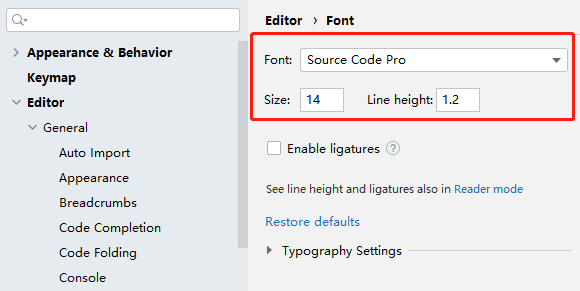 Appearance & Behavior
Keymap
Editor
General
Auto Import
Appearance
Breadcrumbs
Code Completion
Code Folding
Console
Editor › Font
Font: Source Code Pro
Size: 14 Line height: 1.2
Enable ligatures ?
See line height and ligatures also in Reader mode
Restore defaults
Typography Settings